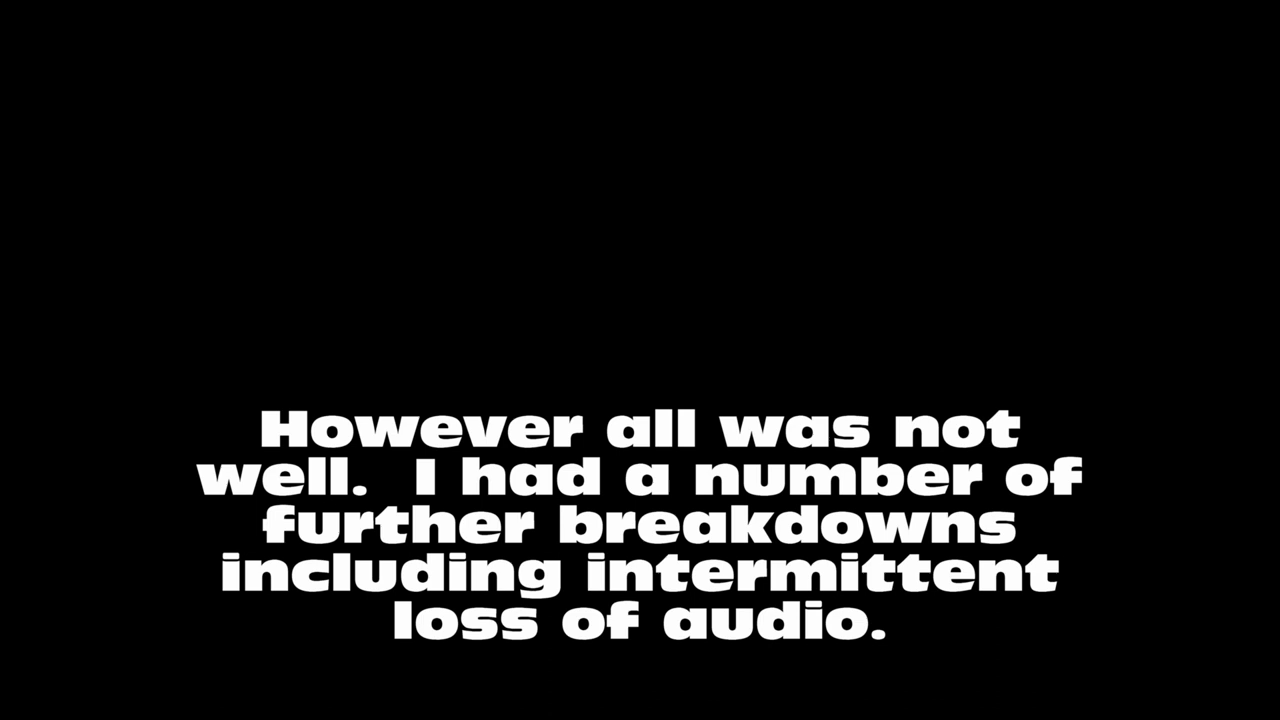 However all was not
well.  I had a number of
further breakdowns
including intermittent
loss of audio.